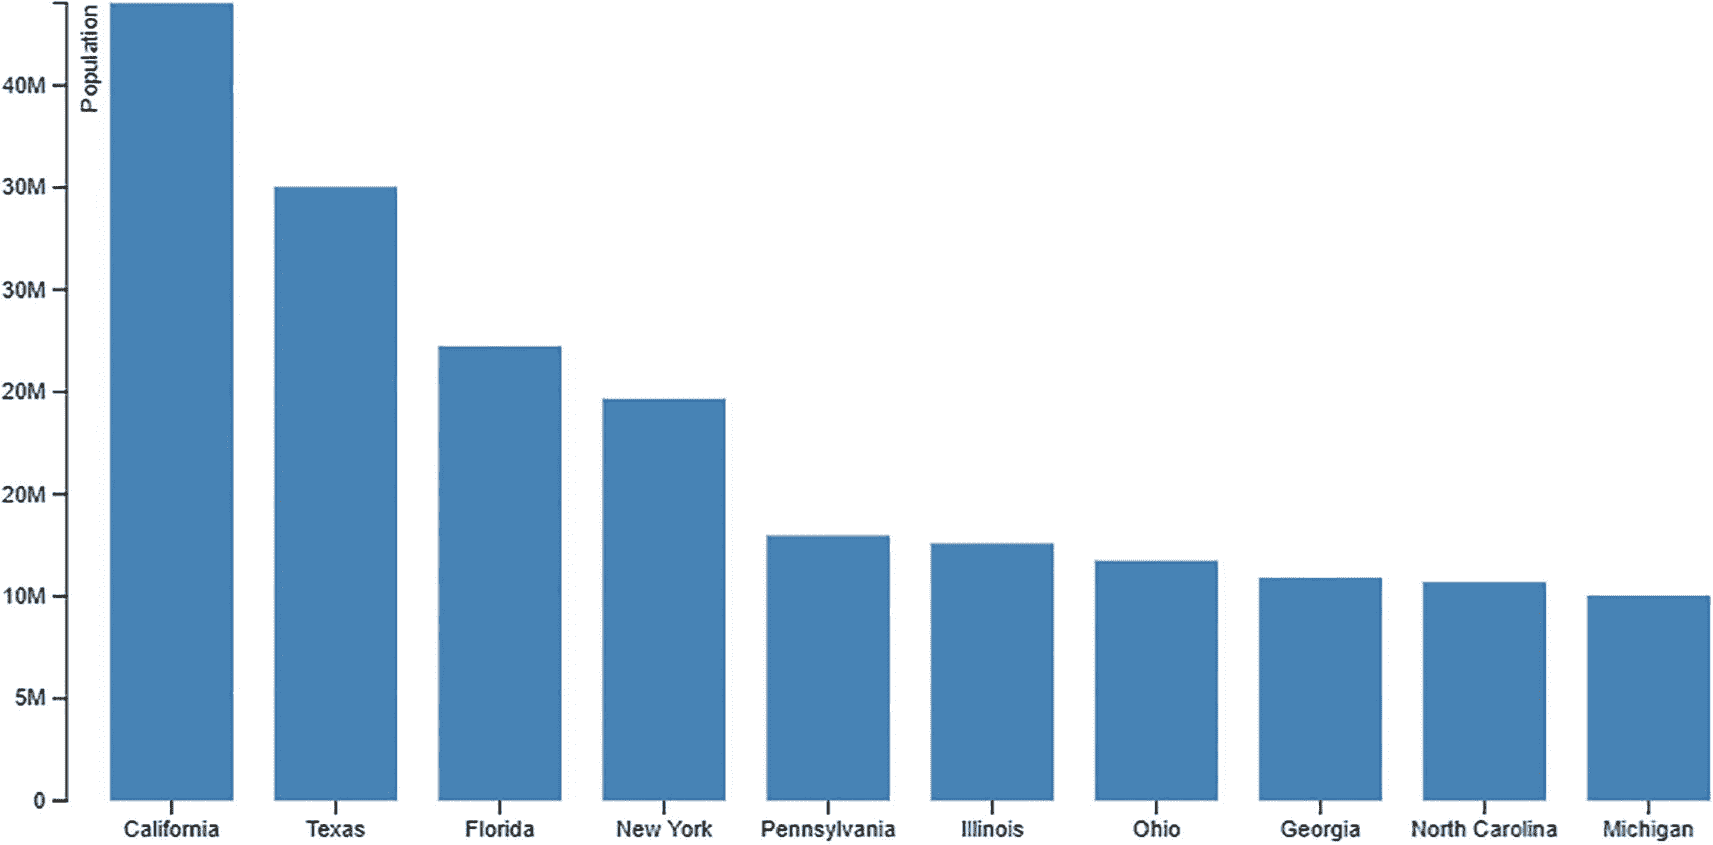 Population
40M
30M
30M
20M
20M
10M
5M
0
California Texas Florida New York Pennsylvania Illinois Ohio Georgia North Carolina Michigan